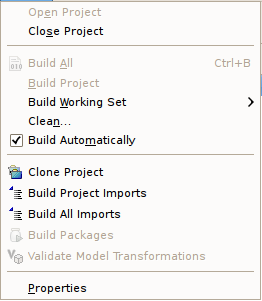 Open Project
Close Project
Build All Ctrl+B
Build Project
Build Working Set
Clean...
Build Automatically
Clone Project
Build Project Imports
Build All Imports
Build Packages
Validate Model Transformations
Properties